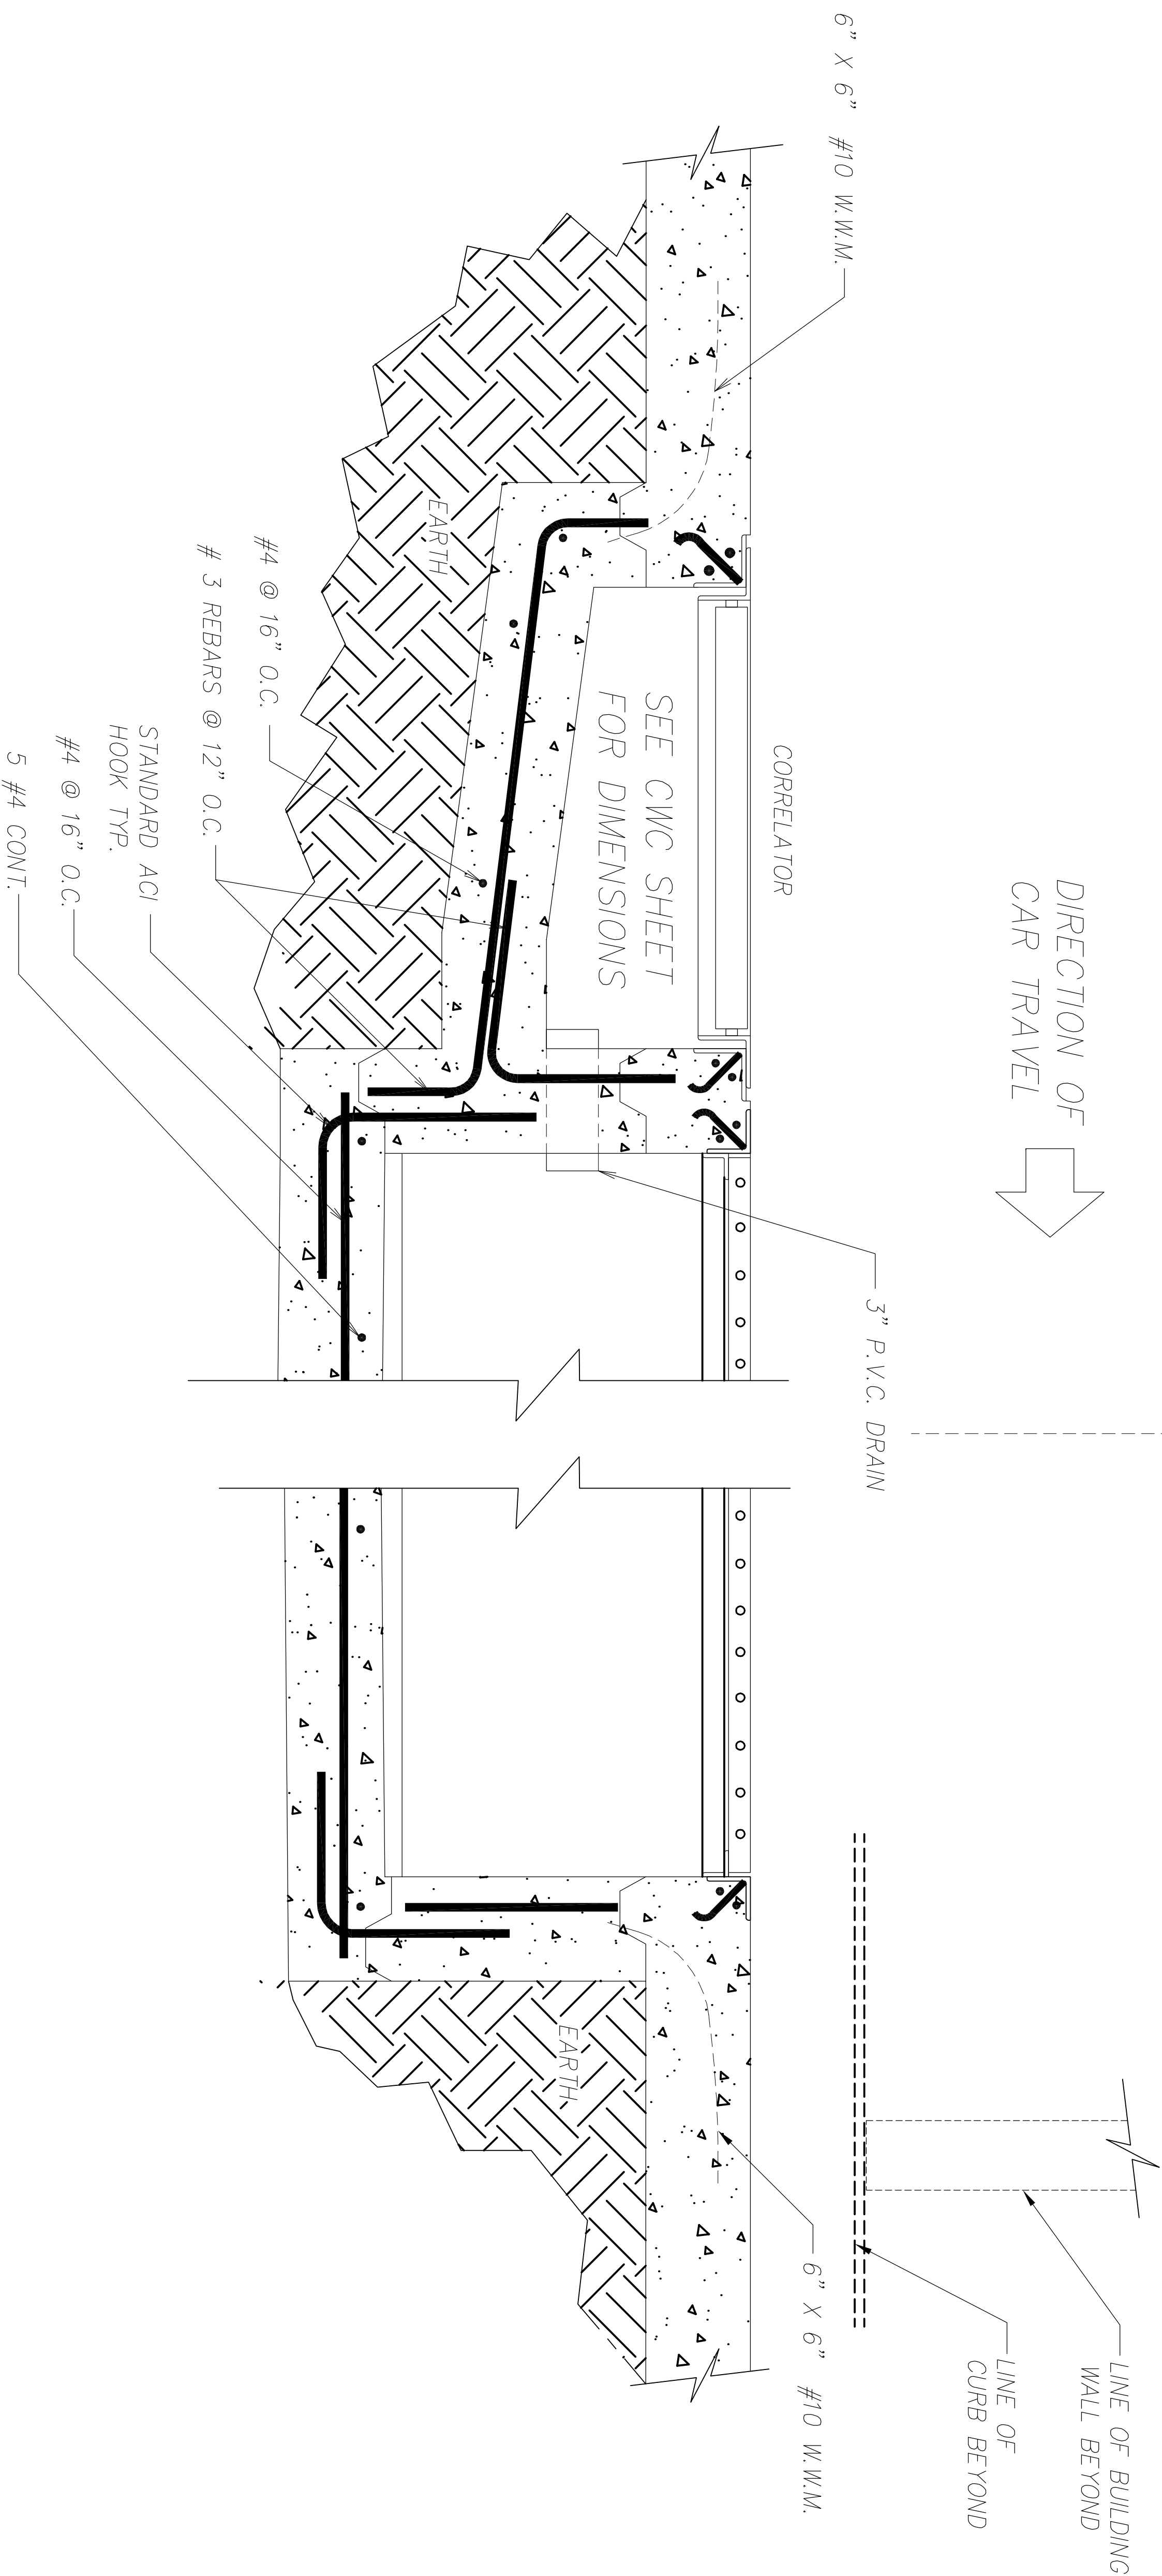 DIRECTION OF
CAR TRAVEL
6" X 6" #10 W.W.M.
CORRELATOR
3" P.V.C. DRAIN
LINE OF BUILDING
WALL BEYOND
LINE OF
CURB BEYOND
6" X 6" #10 W.W.M.
SEE CWC SHEET
FOR DIMENSIONS
EARTH
EARTH
#4 @ 16" O.C.
# 3 REBARS @ 12" O.C.
STANDARD ACI
HOOK TYP.
#4 @ 16" O.C.
5 #4 CONT.